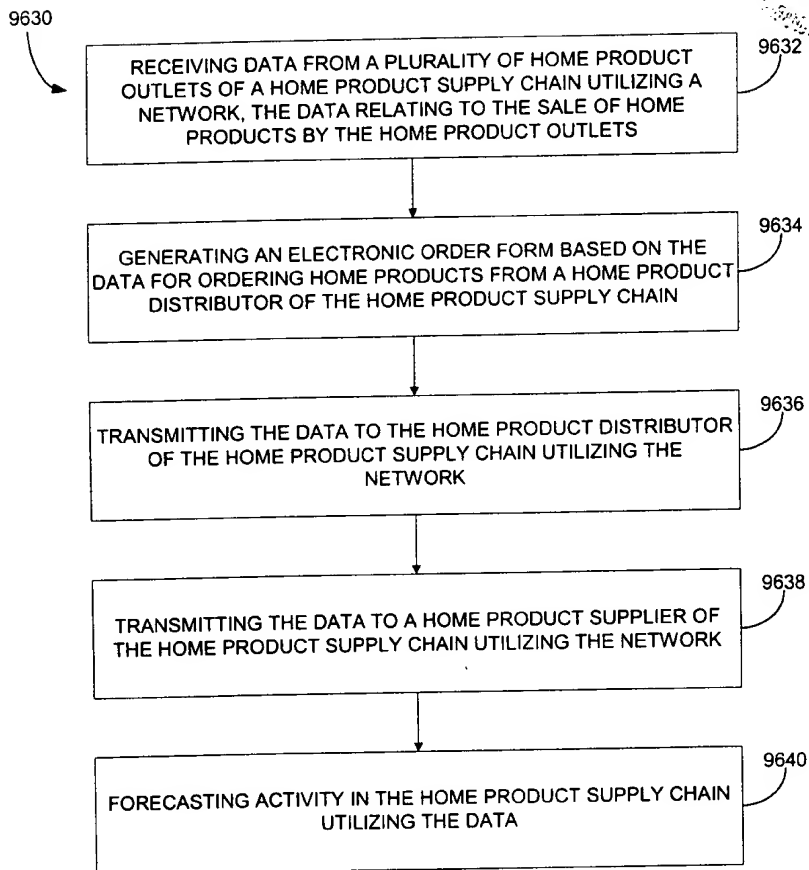 9630
9632
RECEIVING DATA FROM A PLURALITY OF HOME PRODUCT
OUTLETS OF A HOME PRODUCT SUPPLY CHAIN UTILIZING A
NETWORK, THE DATA RELATING TO THE SALE OF HOME
PRODUCTS BY THE HOME PRODUCT OUTLETS
9634
GENERATING AN ELECTRONIC ORDER FORM BASED ON THE
DATA FOR ORDERING HOME PRODUCTS FROM A HOME PRODUCT
DISTRIBUTOR OF THE HOME PRODUCT SUPPLY CHAIN
9636
TRANSMITTING THE DATA TO THE HOME PRODUCT DISTRIBUTOR
OF THE HOME PRODUCT SUPPLY CHAIN UTILIZING THE
NETWORK
9638
TRANSMITTING THE DATA TO A HOME PRODUCT SUPPLIER OF
THE HOME PRODUCT SUPPLY CHAIN UTILIZING THE NETWORK
9640
FORECASTING ACTIVITY IN THE HOME PRODUCT SUPPLY CHAIN
UTILIZING THE DATA